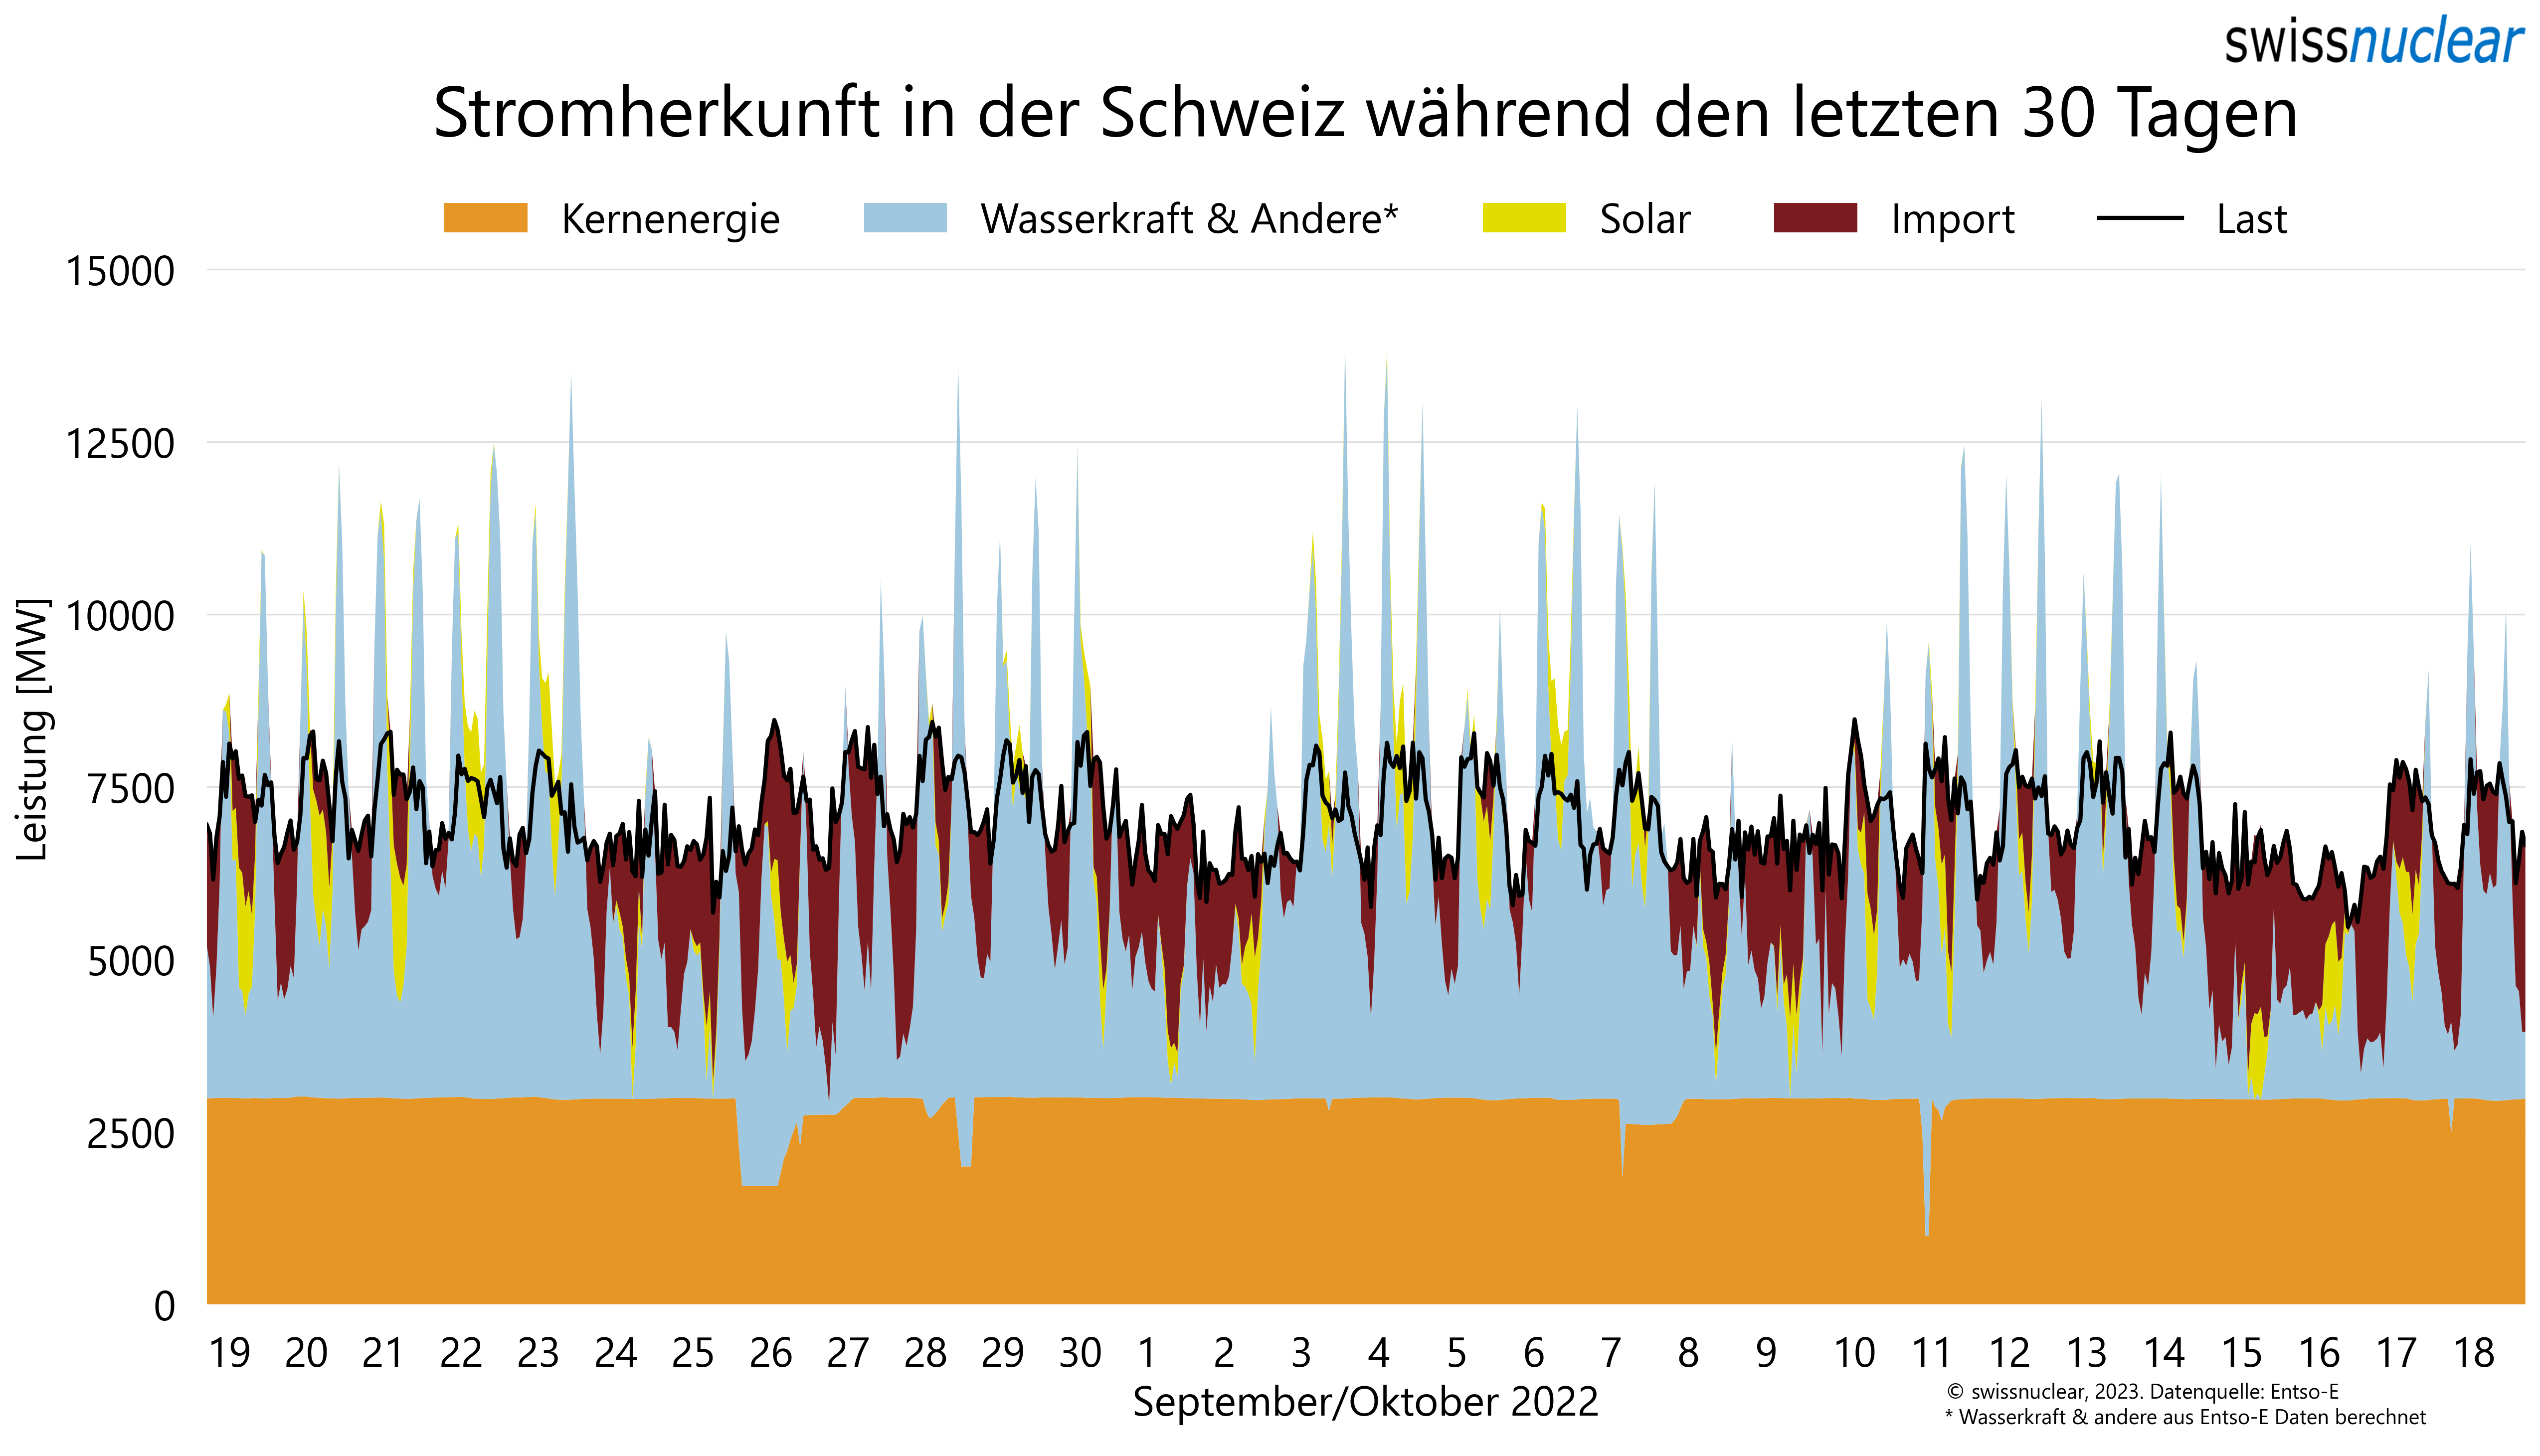 swissnuclear
Stromherkunft in der Schweiz während den letzten 30 Tagen
Kernenergie Wasserkraft & Andere* Solar Import Last
15000
12500
10000
7500
5000
2500
0
Leistung [MW]
19 20 21 22 23 24 25 26 27 28 29 30 1 2 3 4 5 6 7 8 9 10 11 12 13 14 15 16 17 18
September/Oktober 2022
© swissnuclear, 2023. Datenquelle: Entso-E
* Wasserkraft & andere aus Entso-E Daten berechnet